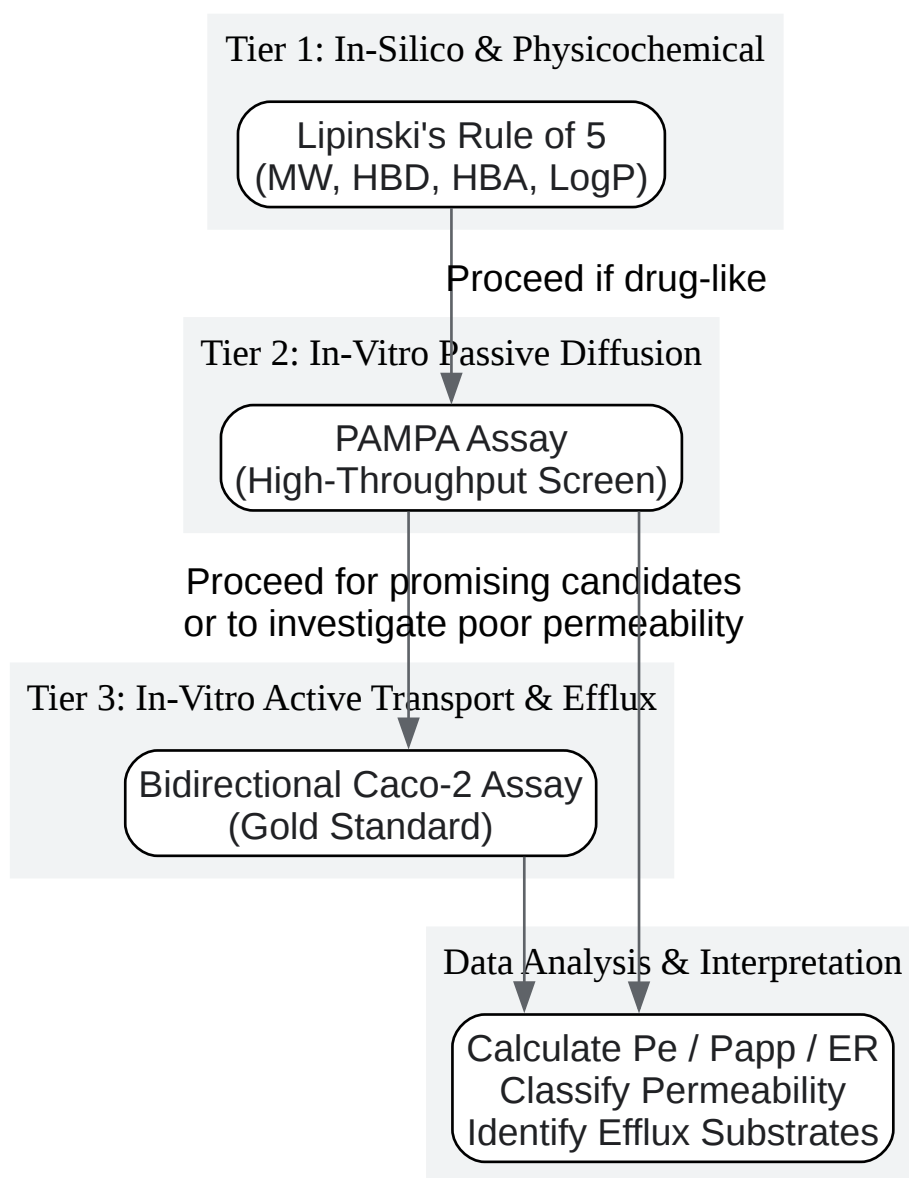 Tier 1: In-Silico & Physicochemical
Lipinski's Rule of 5
(MW, HBD, HBA, LogP)
Proceed if drug-like
Tier 2: In-Vitro Passive Diffusion
PAMPA Assay
(High-Throughput Screen)
Proceed for promising candidates
or to investigate poor permeability
Tier 3: In-Vitro Active Transport & Efflux
Bidirectional Caco-2 Assay
(Gold Standard)
Data Analysis & Interpretation
Calculate Pe / Papp / ER
Classify Permeability
Identify Efflux Substrates